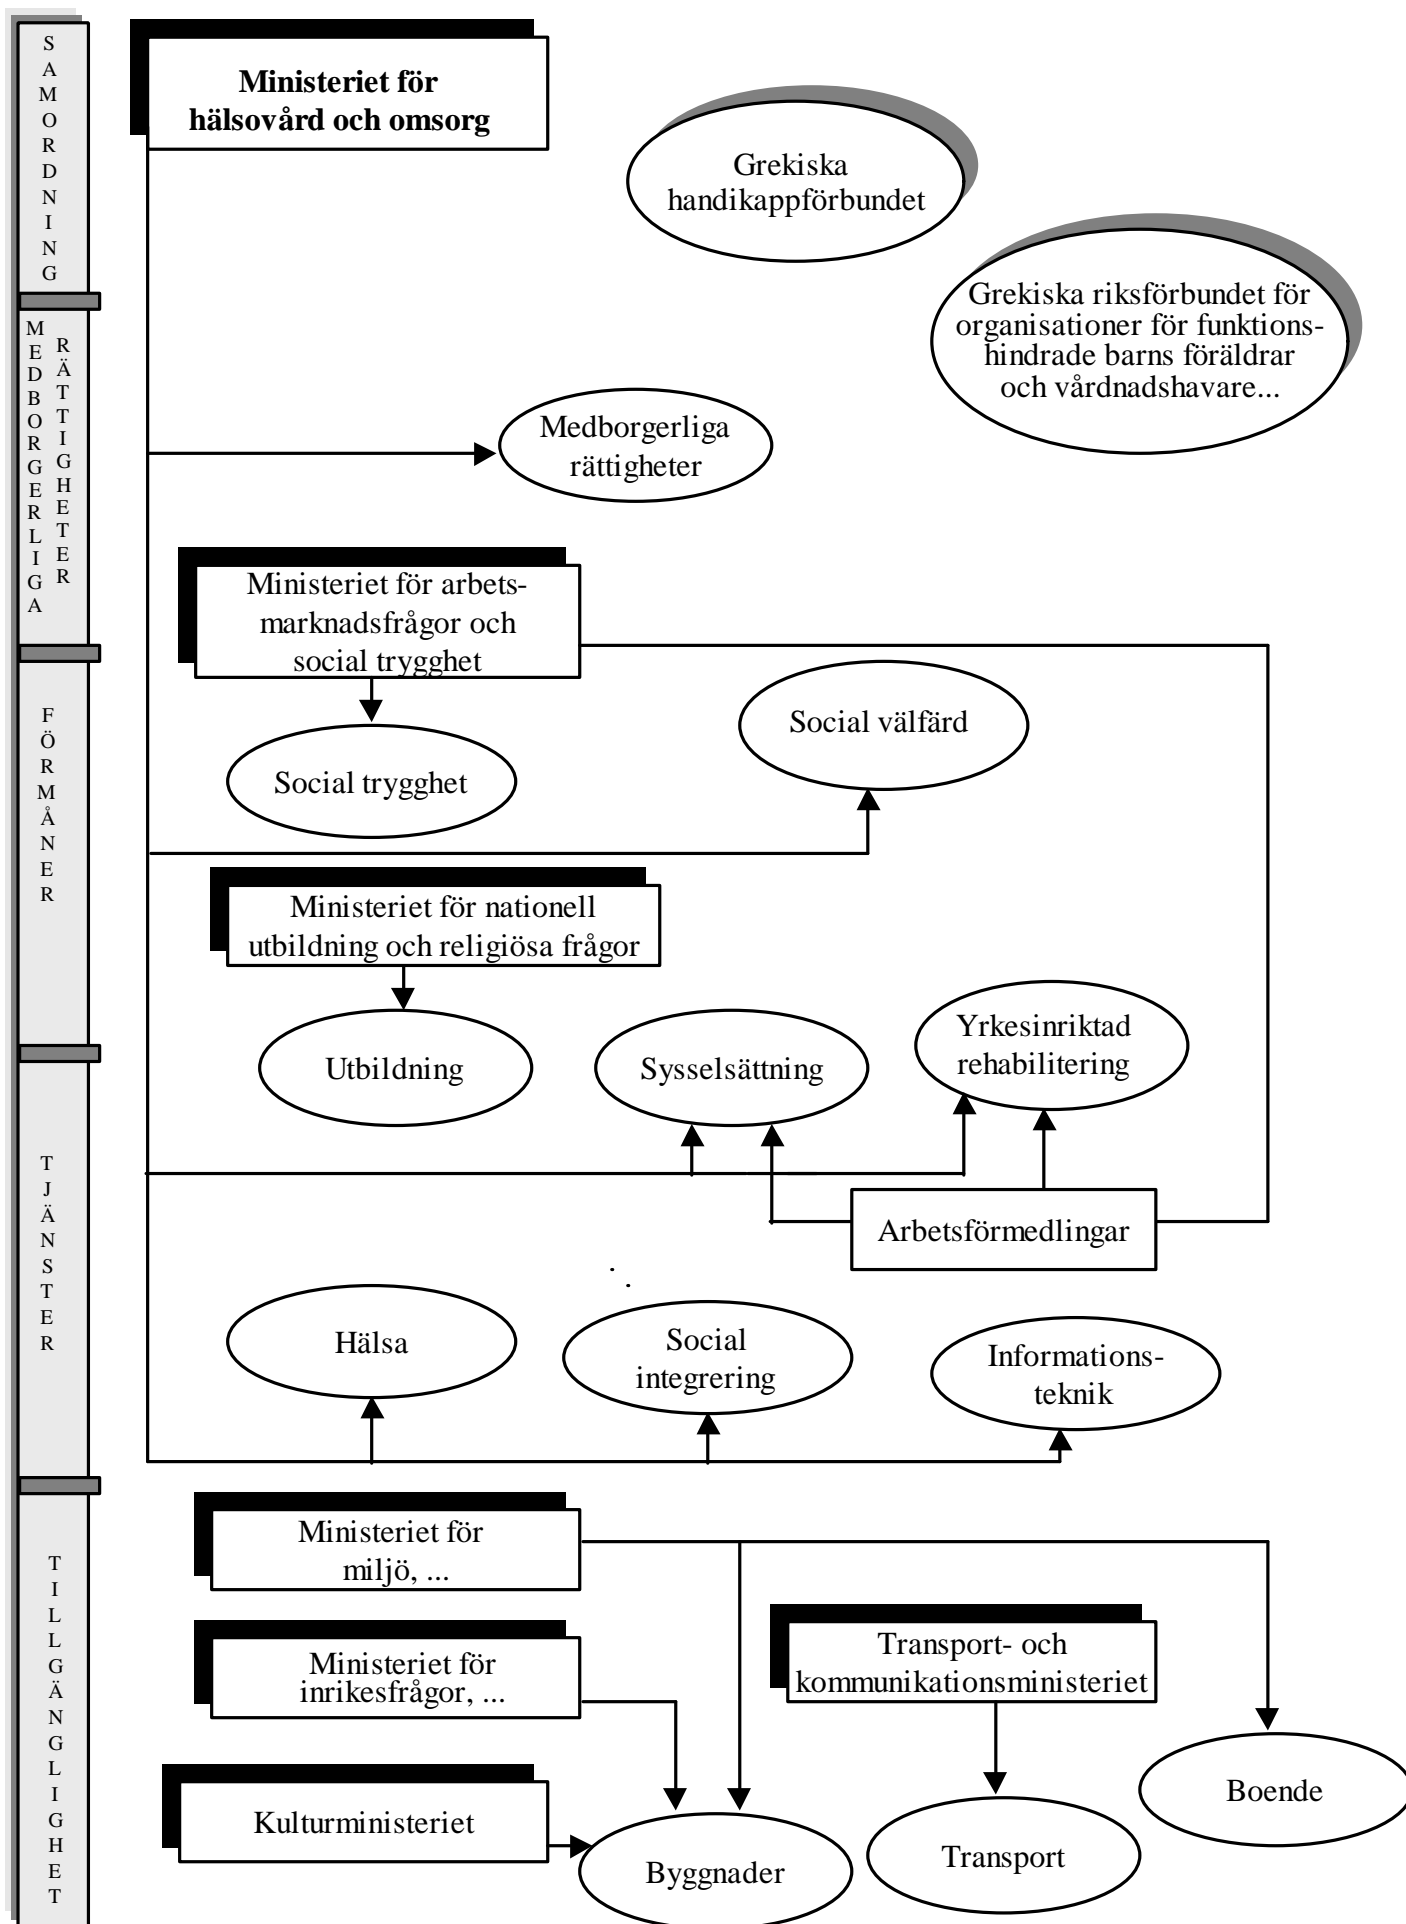 SAMORDNING
Ministeriet för
hälsovård och omsorg
Grekiska
handikappförbundet
Grekiska riksförbundet för
organisationer för funktions-
hindrade barns föräldrar
och vårdnadshavare...
MEDBORGERLIGA
RÄTTIGHETER
Medborgerliga
rättigheter
Ministeriet för arbets-
marknadsfrågor och
social trygghet
FÖRMÅNER
Social välfärd
Social trygghet
Ministeriet för nationell
utbildning och religiösa frågor
TJÄNSTER
Utbildning
Sysselsättning
Yrkesinriktad
rehabilitering
Arbetsförmedlingar
Hälsa
Social
integrering
Informations-
teknik
TILLGÄNGLIGHET
Ministeriet för
miljö, ...
Ministeriet för
inrikesfrågor, ...
Transport- och
kommunikationsministeriet
Kulturministeriet
Byggnader
Transport
Boende